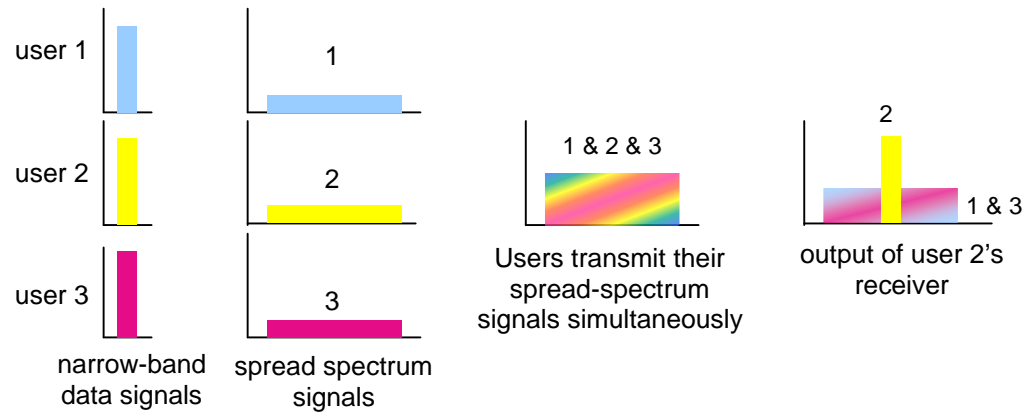 user 1
1
user 2
2
user 3
3
narrow-band
data signals
spread spectrum
signals
1 & 2 & 3
Users transmit their
spread-spectrum
signals simultaneously
2
1 & 3
output of user 2's
receiver